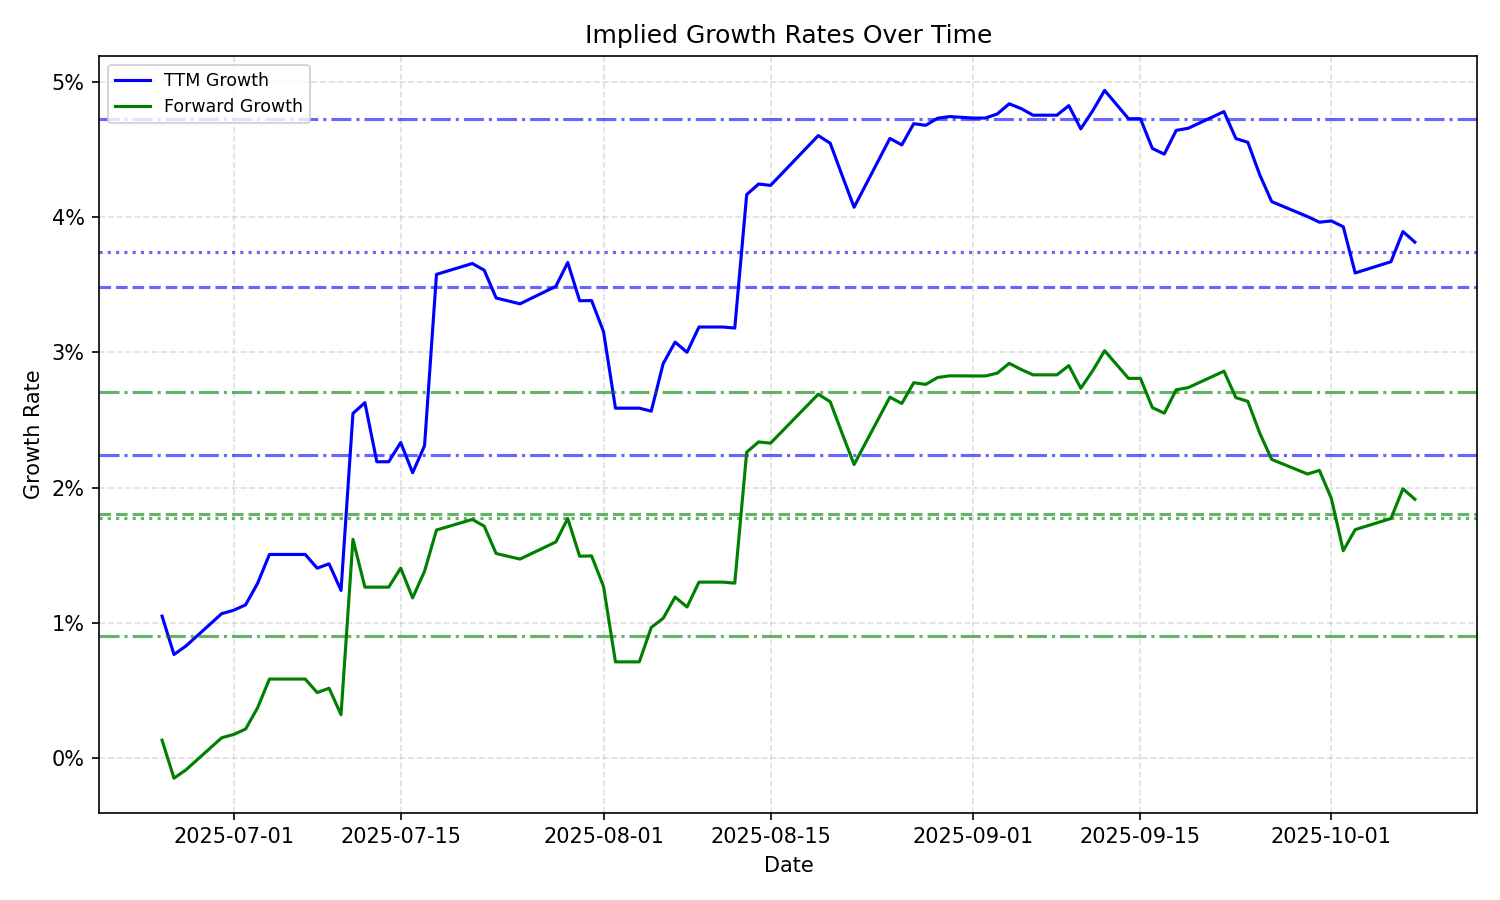 Implied Growth Rates Over Time
TTM Growth
Forward Growth
5%
4%
3%
2%
1%
0%
Growth Rate
2025-07-01
2025-07-15
2025-08-01
2025-08-15
2025-09-01
2025-09-15
2025-10-01
Date